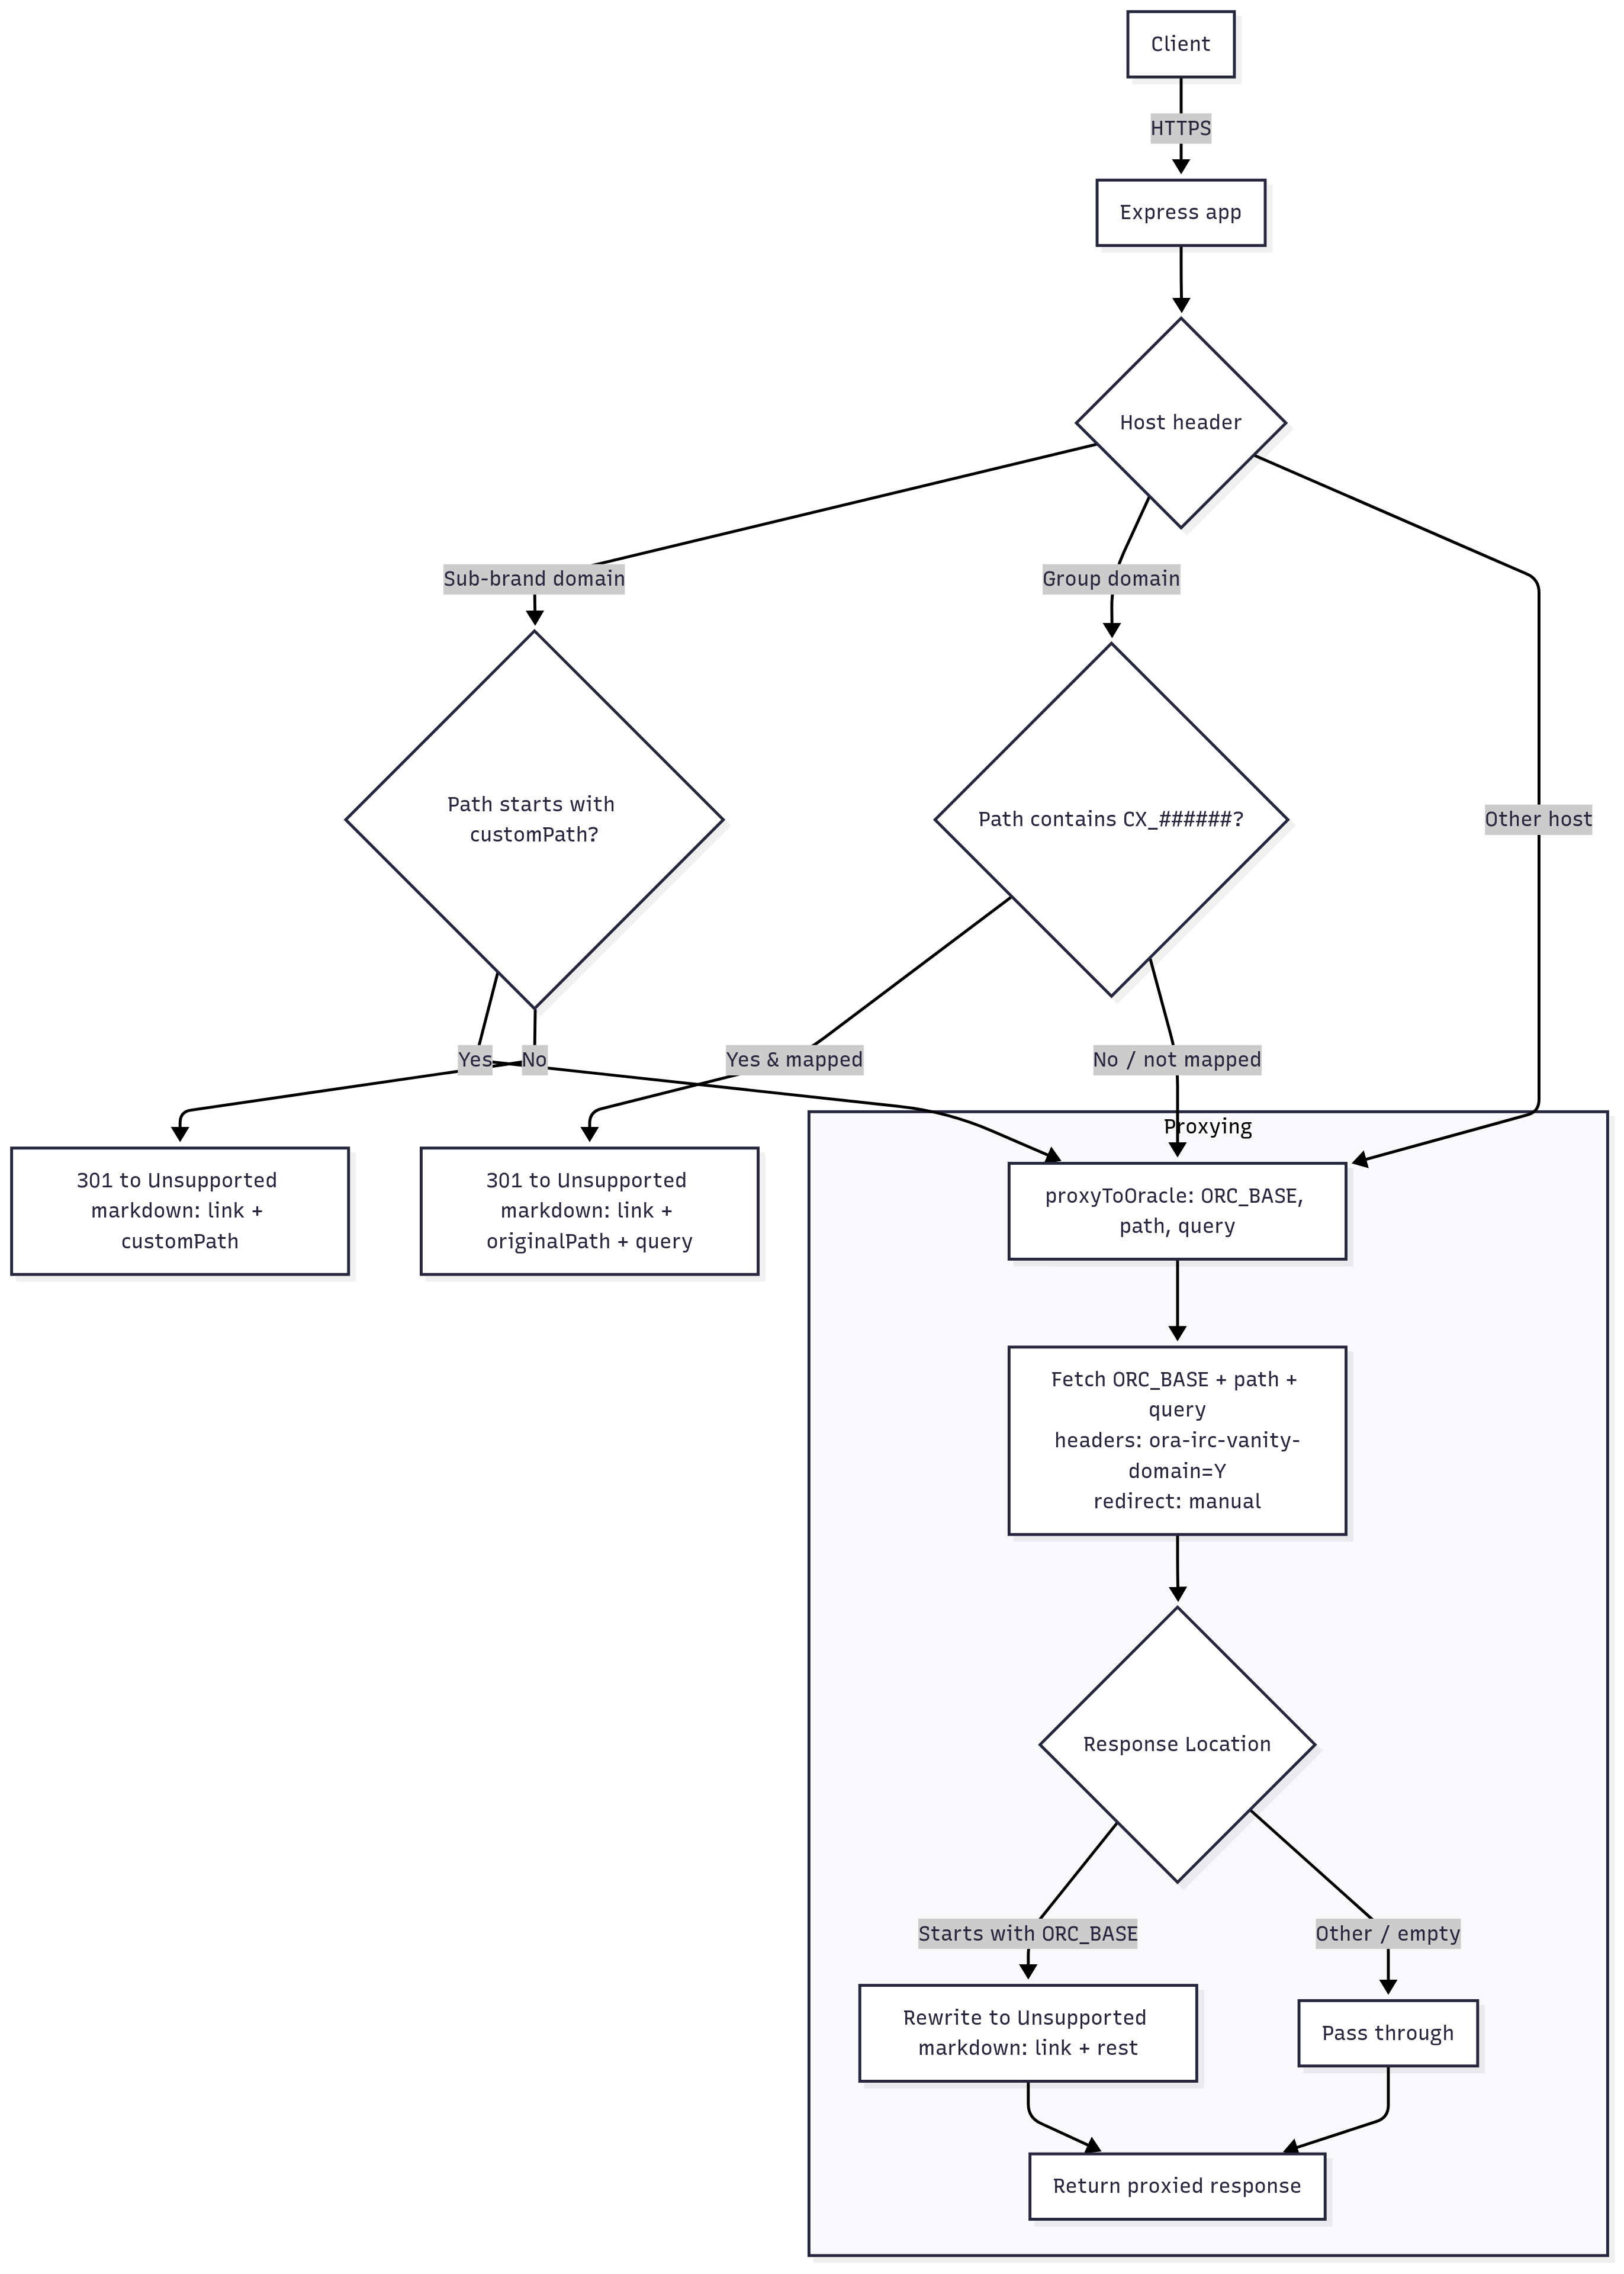 Client
HTTPS
Express app
Host header
Sub-brand domain
Group domain
Other host
Path starts with
customPath?
Path contains CX_######?
Yes
No
Yes & mapped
No / not mapped
301 to Unsupported
markdown: link +
customPath
301 to Unsupported
markdown: link +
originalPath + query
Proxying
proxyToOracle: ORC_BASE,
path, query
Fetch ORC_BASE + path +
query
headers: ora-irc-vanity-
domain=Y
redirect: manual
Response Location
Starts with ORC_BASE
Other / empty
Rewrite to Unsupported
markdown: link + rest
Pass through
Return proxied response